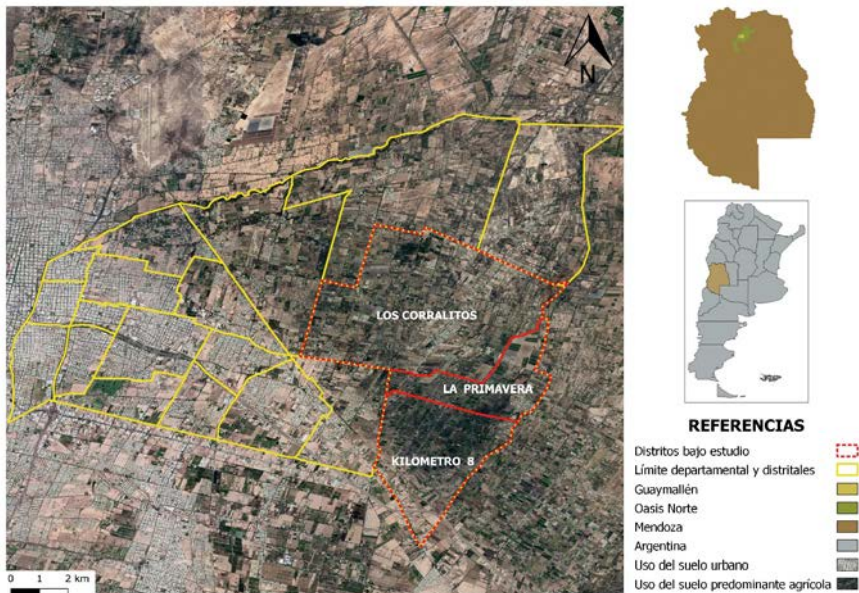 N
LOS CORRALITOS
LA PRIMAVERA
KILOMETRO 8
0 1 2 km
REFERENCIAS
Distritos bajo estudio
Límite departamental y distritales
Guaymallén
Oasis Norte
Mendoza
Argentina
Uso del suelo urbano
Uso del suelo predominante agrícola